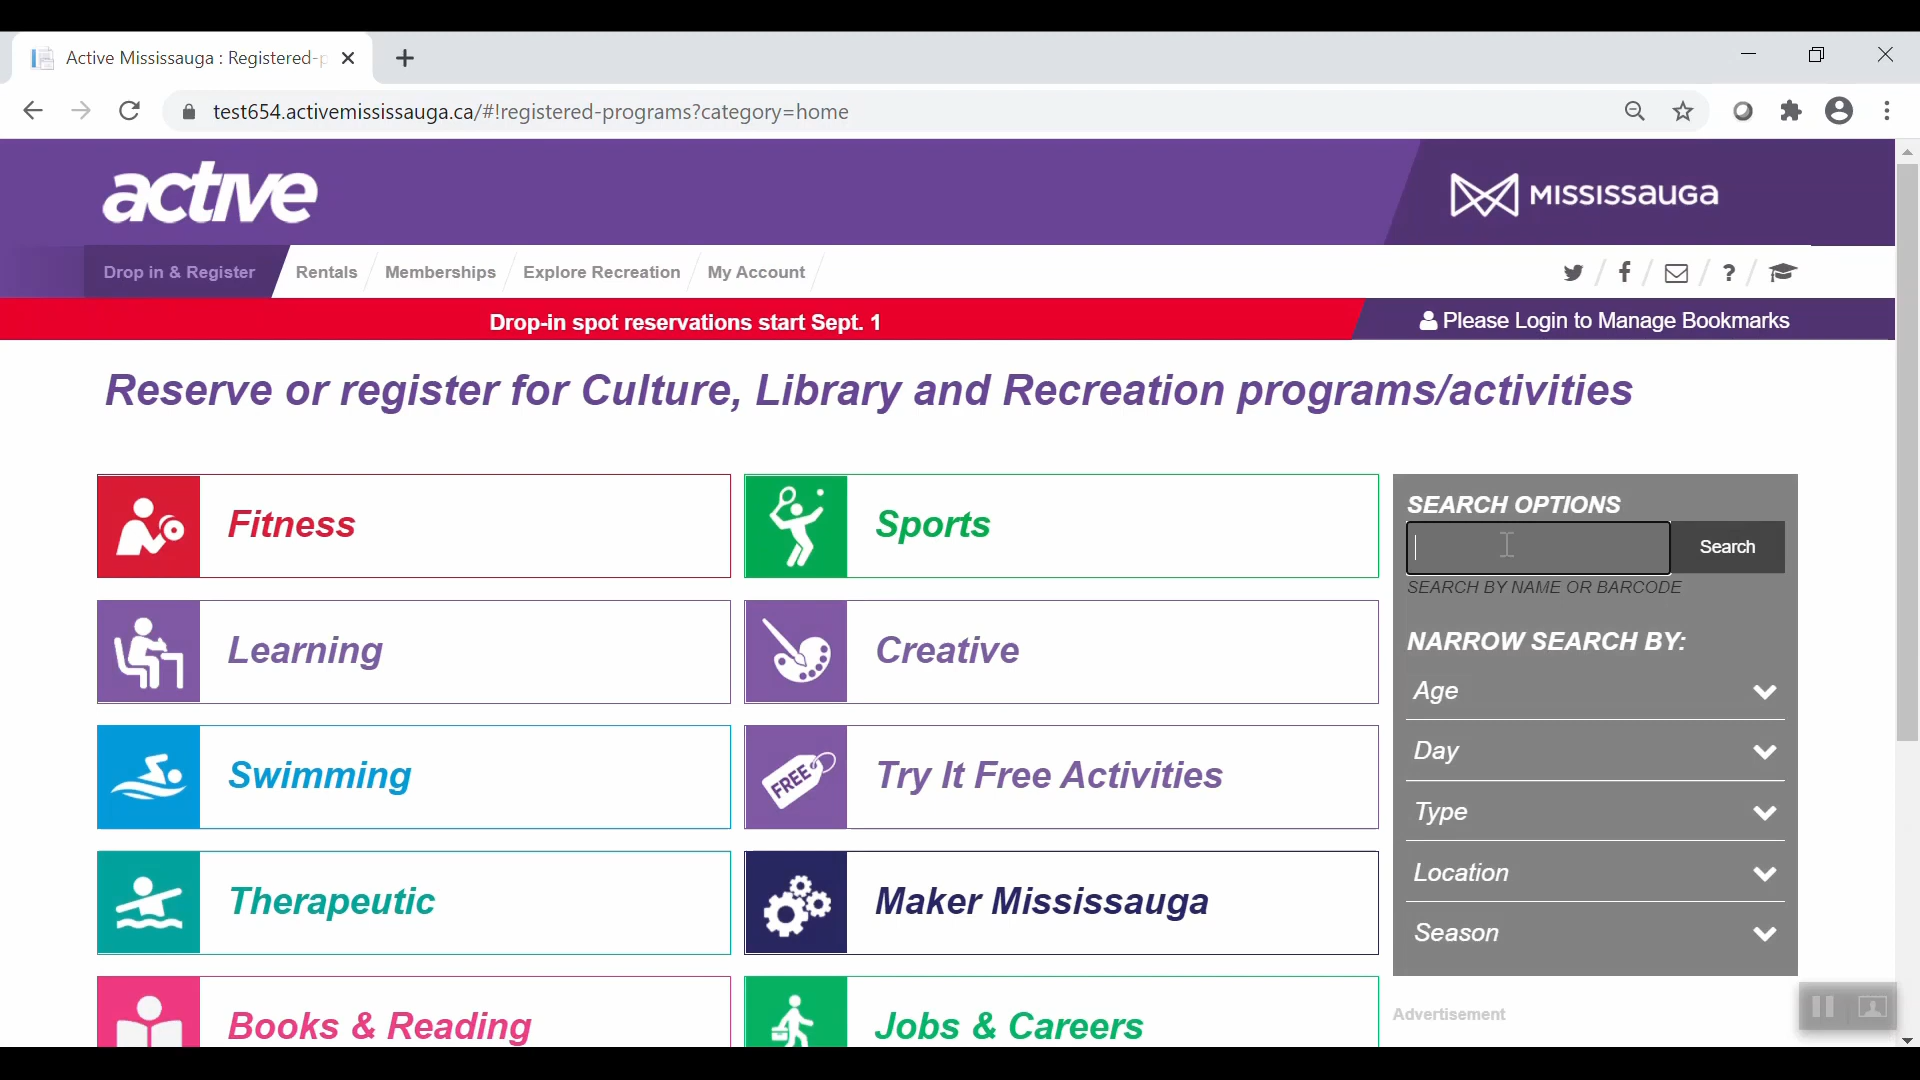 Active Mississauga : Registered-p
test654.activemississauga.ca/#!registered-programs?category=home
active
MISSISSAUGA
Drop in & Register
Rentals
Memberships
Explore Recreation
My Account
?
Drop-in spot reservations start Sept. 1
Please Login to Manage Bookmarks
Reserve or register for Culture, Library and Recreation programs/activities
Fitness
Sports
Learning
Creative
Swimming
FREE
Try It Free Activities
Therapeutic
Maker Mississauga
Books & Reading
Jobs & Careers
SEARCH OPTIONS
Search
SEARCH BY NAME OR BARCODE
NARROW SEARCH BY:
Age
Day
Type
Location
Season
Advertisement